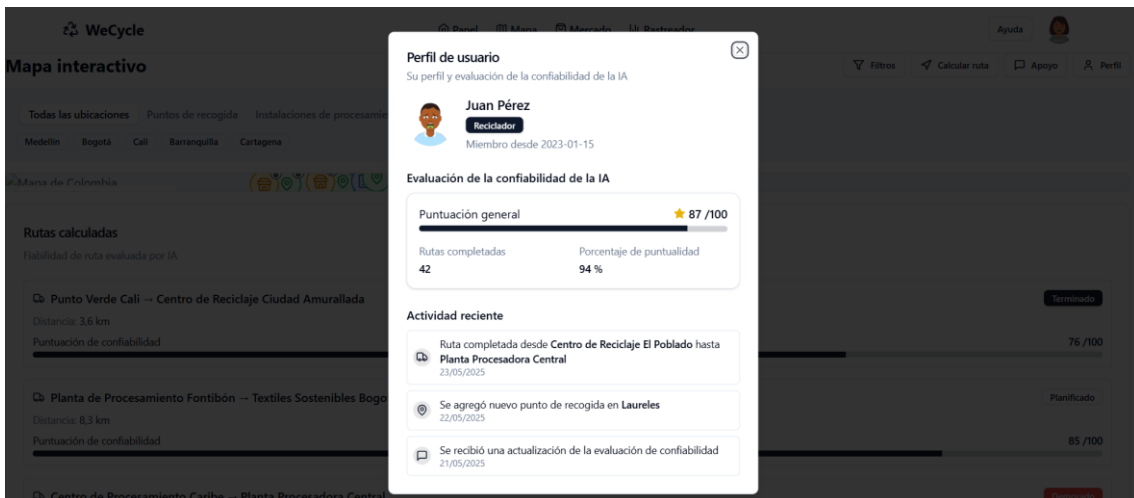 WeCycle
Panel Mapa Mercado Rastreador
Ayuda
Mapa interactivo
Filtros Calcular ruta Apoyo Perfil
Todas las ubicaciones Puntos de recogida Instalaciones de
Medellín Bogotá Cali Barranquilla Cartagena
Mapa de Colombia
Rutas calculadas
Fiabilidad de ruta evaluada por IA
Punto Verde Cali → Centro de Reciclaje Ciudad Amurallada
Terminado
Distancia: 3,6 km
Puntuación de confiabilidad
76 /100
Planta de Procesamiento Fontibón → Textiles Sostenibles
Planificado
Distancia: 8,3 km
Puntuación de confiabilidad
85 /100
Centro de Procesamiento Caribe → Planta Procesadora Central
Perfil de usuario
Su perfil y evaluación de la confiabilidad de la IA
Juan Pérez
Reciclador
Miembro desde 2023-01-15
Evaluación de la confiabilidad de la IA
Puntuación general
87 /100
Rutas completadas Porcentaje de puntualidad
42 94 %
Actividad reciente
Ruta completada desde Centro de Reciclaje El Poblado hasta
Planta Procesadora Central
23/05/2025
Se agregó nuevo punto de recogida en Laureles
22/05/2025
Se recibió una actualización de la evaluación de confiabilidad
21/05/2025